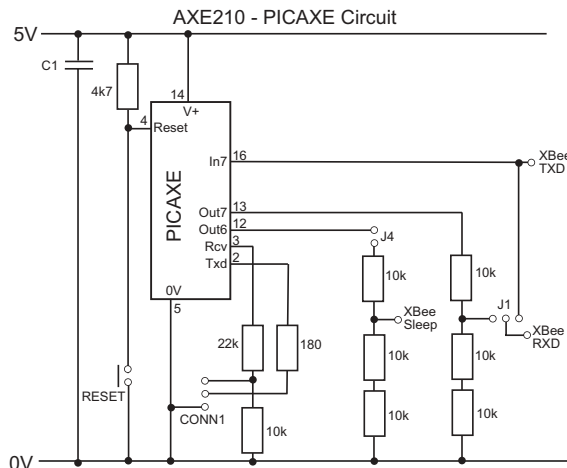 AXE210 - PICAXE Circuit
5V
C1
4k7
14
V+
4
Reset
PICAXE
In7
16
XBee
TXD
Out7
13
Out6
12
J4
Rcv
3
Txd
2
10k
10k
0V
5
J1
XBee
Sleep
XBee
RXD
22k
180
10k
10k
RESET
CONN1
10k
10k
10k
0V